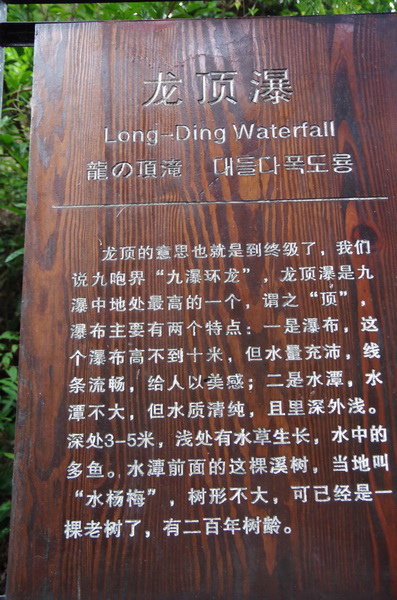 龙顶瀑
Long-Ding Waterfall
龍の頂滝 대들다폭도룡
龙顶的意思也就是到终级了，我们
说九咆界“九瀑环龙”，龙顶瀑是九
瀑中地处最高的一个，谓之“顶”，
瀑布主要有两个特点：一是瀑布，这
个瀑布高不到十米，但水量充沛，线
条流畅，给人以美感；二是水潭，水
潭不大，但水质清纯，且里深外浅。
深处3-5米，浅处有水草生长，水中的
多鱼。水潭前面的这棵溪树，当地叫
“水杨梅”，树形不大，可已经是一
棵老树了，有二百年树龄。